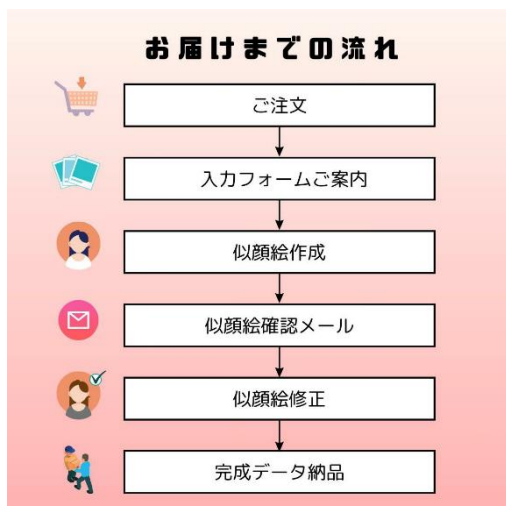 お届けまでの流れ
ご注文
入力フォームご案内
似顔絵作成
似顔絵確認メール
似顔絵修正
完成データ納品